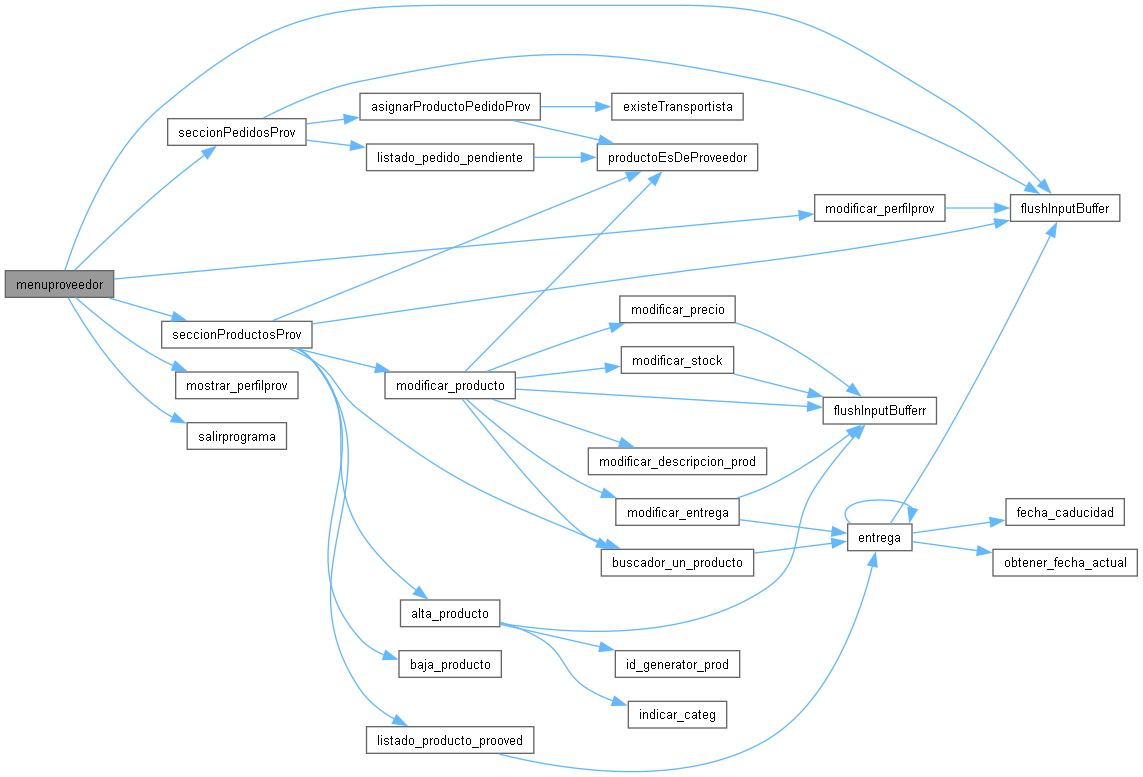 menuproveedor
seccionPedidosProv
asignarProductoPedidoProv
existeTransportista
listado_pedido_pendiente
productoEsDeProveedor
modificar_perfilprov
flushInputBuffer
seccionProductosProv
mostrar_perfilprov
salirprograma
modificar_producto
modificar_precio
modificar_stock
flushInputBufferr
modificar_descripcion_prod
modificar_entrega
buscador_un_producto
entrega
fecha_caducidad
obtener_fecha_actual
alta_producto
id_generator_prod
baja_producto
indicar_categ
listado_producto_prooved